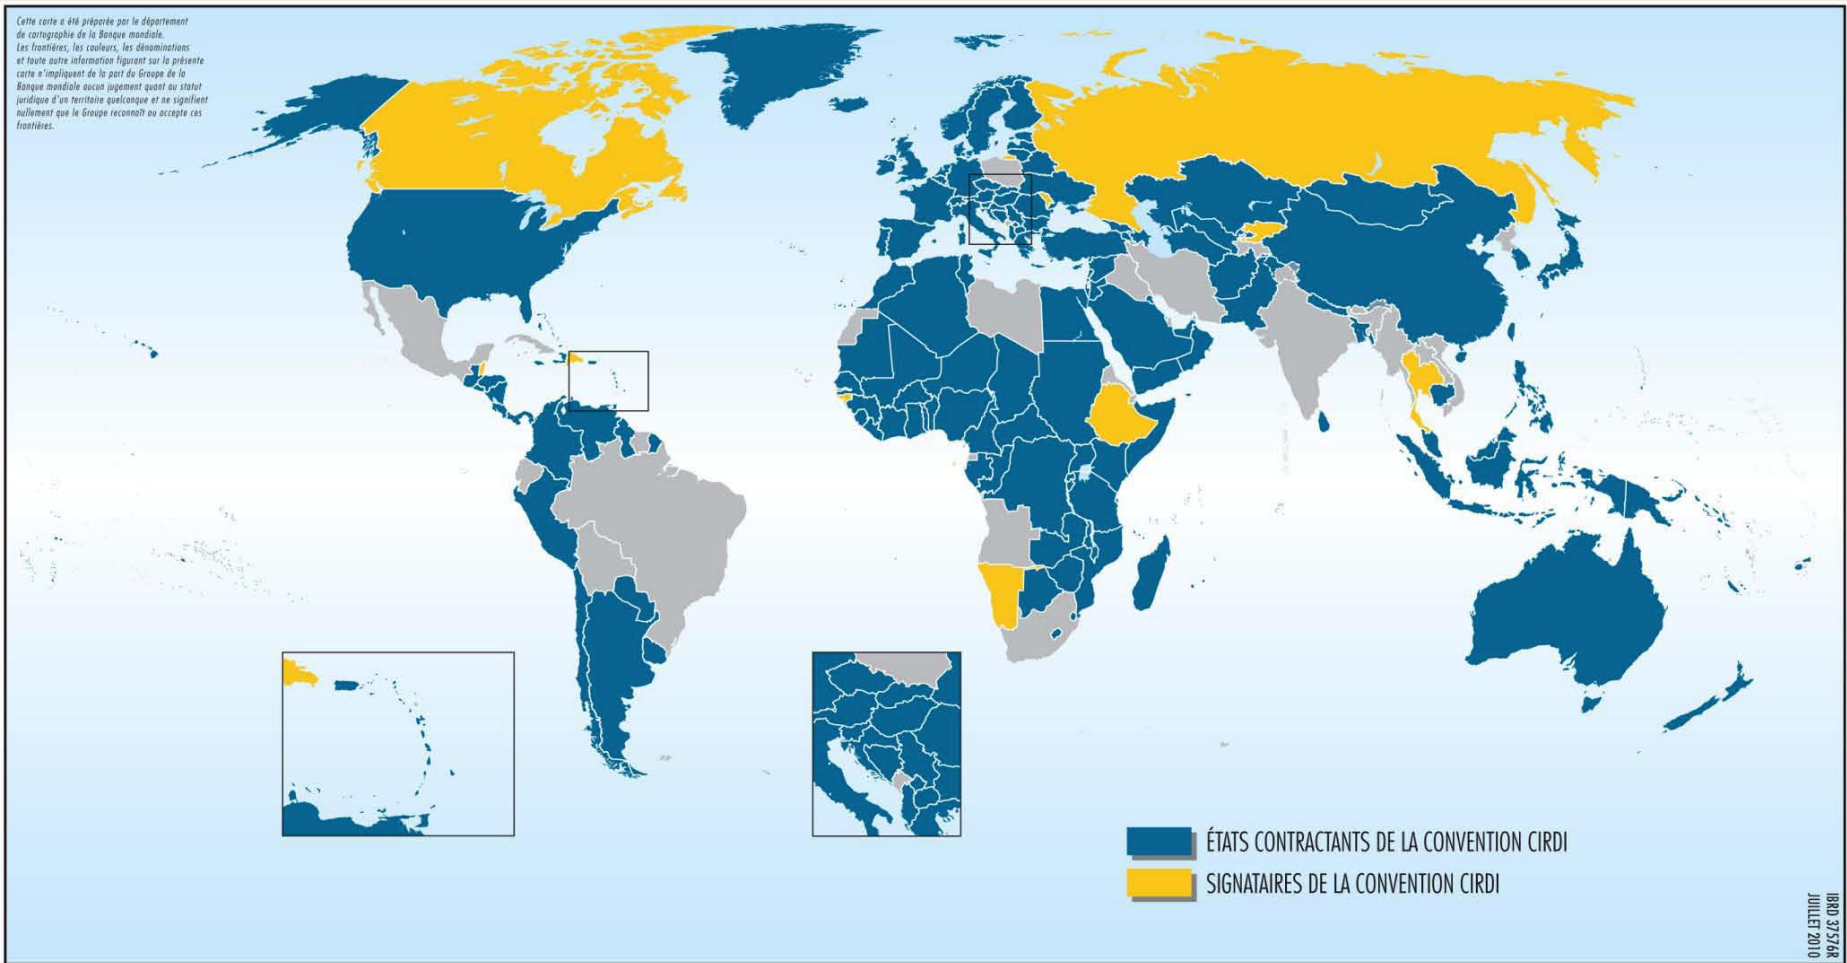 Cette carte a été préparée par le département
de cartographie de la Banque mondiale.
Les frontières, les couleurs, les dénominations
et toute autre information figurant sur la présente
carte n'impliquent de la part du Groupe de la
Banque mondiale aucun jugement quant au statut
juridique d'un territoire quelconque et ne signifient
nullement que le Groupe reconnaît ou accepte ces
frontières.
ÉTATS CONTRACTANTS DE LA CONVENTION CIRDI
SIGNATAIRES DE LA CONVENTION CIRDI
IBRD 37576R
JUILLET 2010